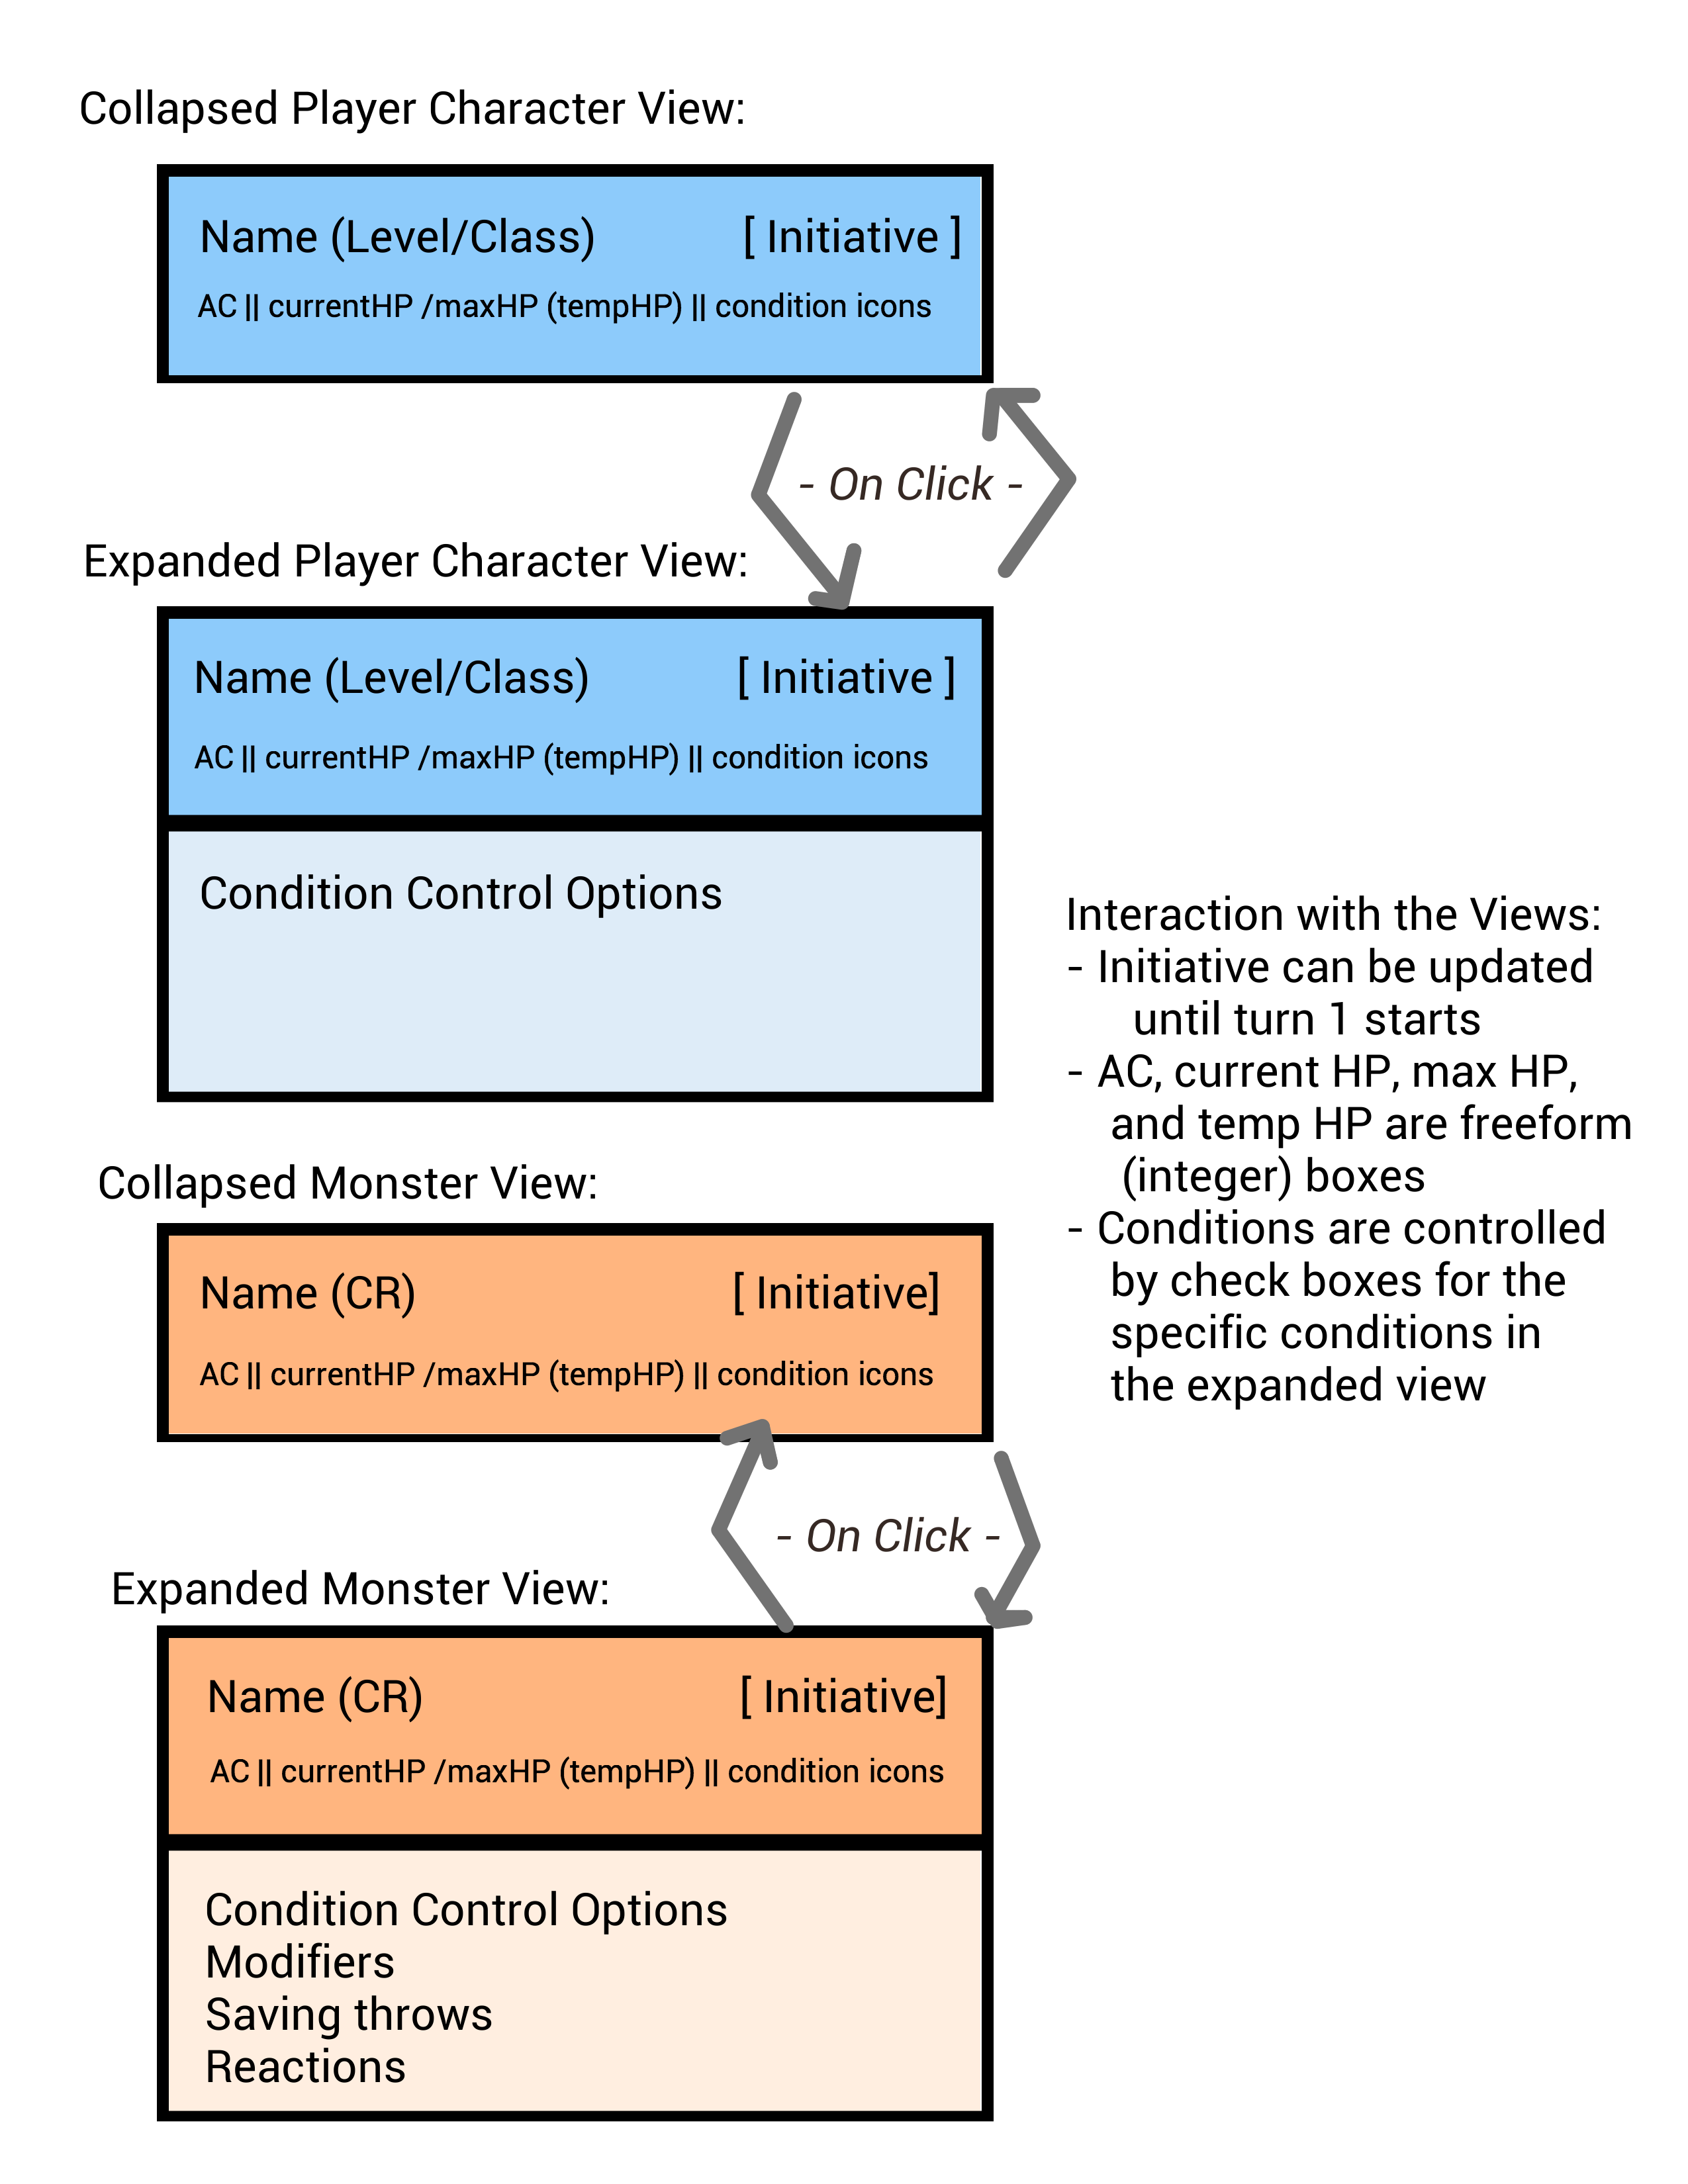 Collapsed Player Character View:
Name (Level/Class) [ Initiative ]
AC || currentHP /maxHP (tempHP) || condition icons
- On Click -
Expanded Player Character View:
Name (Level/Class) [ Initiative ]
AC || currentHP /maxHP (tempHP) || condition icons
Condition Control Options
Interaction with the Views:
- Initiative can be updated
until turn 1 starts
- AC, current HP, max HP,
and temp HP are freeform
(integer) boxes
- Conditions are controlled
by check boxes for the
specific conditions in
the expanded view
Collapsed Monster View:
Name (CR) [ Initiative]
AC || currentHP /maxHP (tempHP) || condition icons
- On Click -
Expanded Monster View:
Name (CR) [ Initiative]
AC || currentHP /maxHP (tempHP) || condition icons
Condition Control Options
Modifiers
Saving throws
Reactions